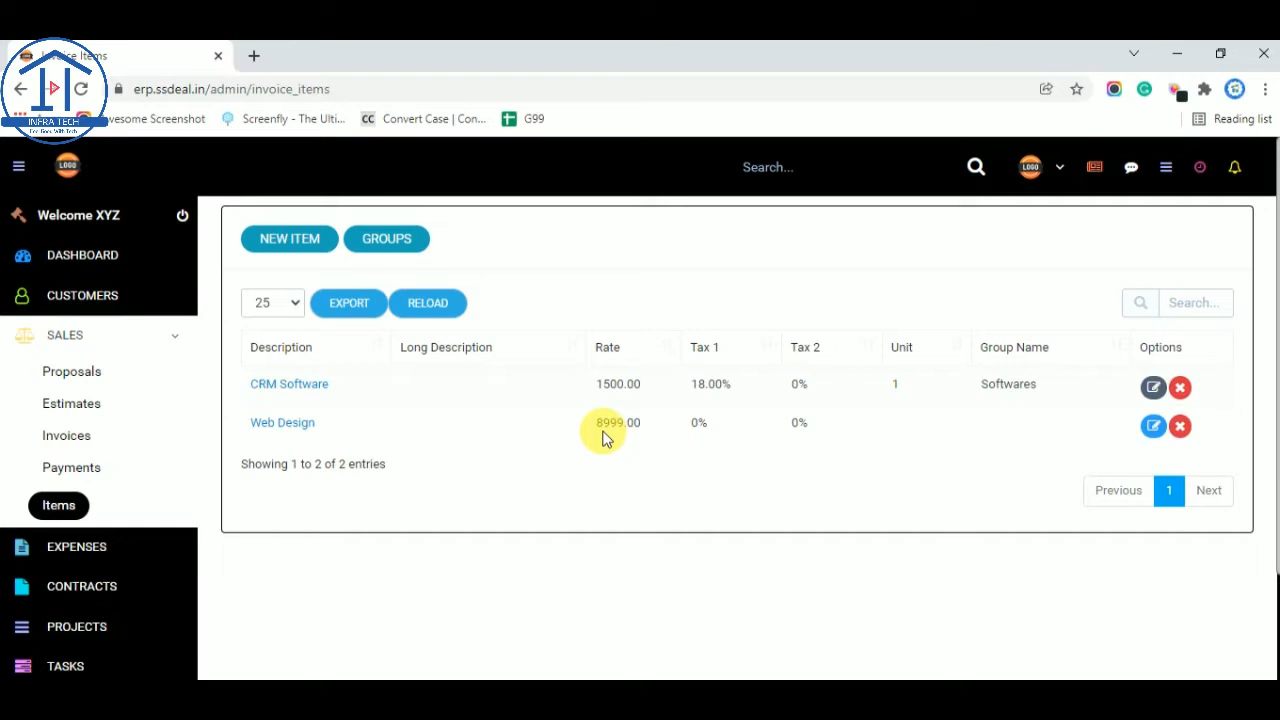 Invoice Items
erp.ssdeal.in/admin/invoice_items
INFRA TECH
Awesome Screenshot
Screenfly - The Ulti...
CC Convert Case | Con...
G99
Reading list
LOGO
Search...
LOGO
Welcome XYZ
DASHBOARD
CUSTOMERS
SALES
Proposals
Estimates
Invoices
Payments
Items
EXPENSES
CONTRACTS
PROJECTS
TASKS
NEW ITEM GROUPS
25 EXPORT RELOAD Search...
Description Long Description Rate Tax 1 Tax 2 Unit Group Name Options
CRM Software 1500.00 18.00% 0% 1 Softwares
Web Design 8999.00 0% 0%
Showing 1 to 2 of 2 entries
Previous 1 Next